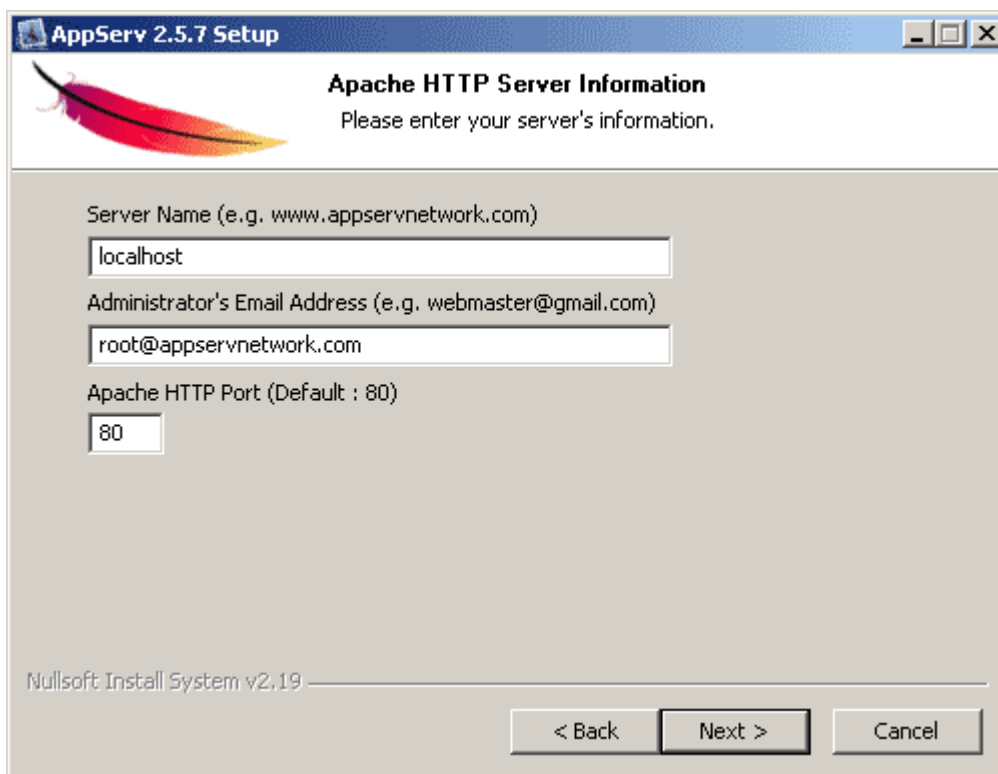 AppServ 2.5.7 Setup
Apache HTTP Server Information
Please enter your server's information.
Server Name (e.g. www.appservnetwork.com)
localhost
Administrator's Email Address (e.g. webmaster@gmail.com)
root@appservnetwork.com
Apache HTTP Port (Default : 80)
80
Nullsoft Install System v2.19
< Back Next > Cancel